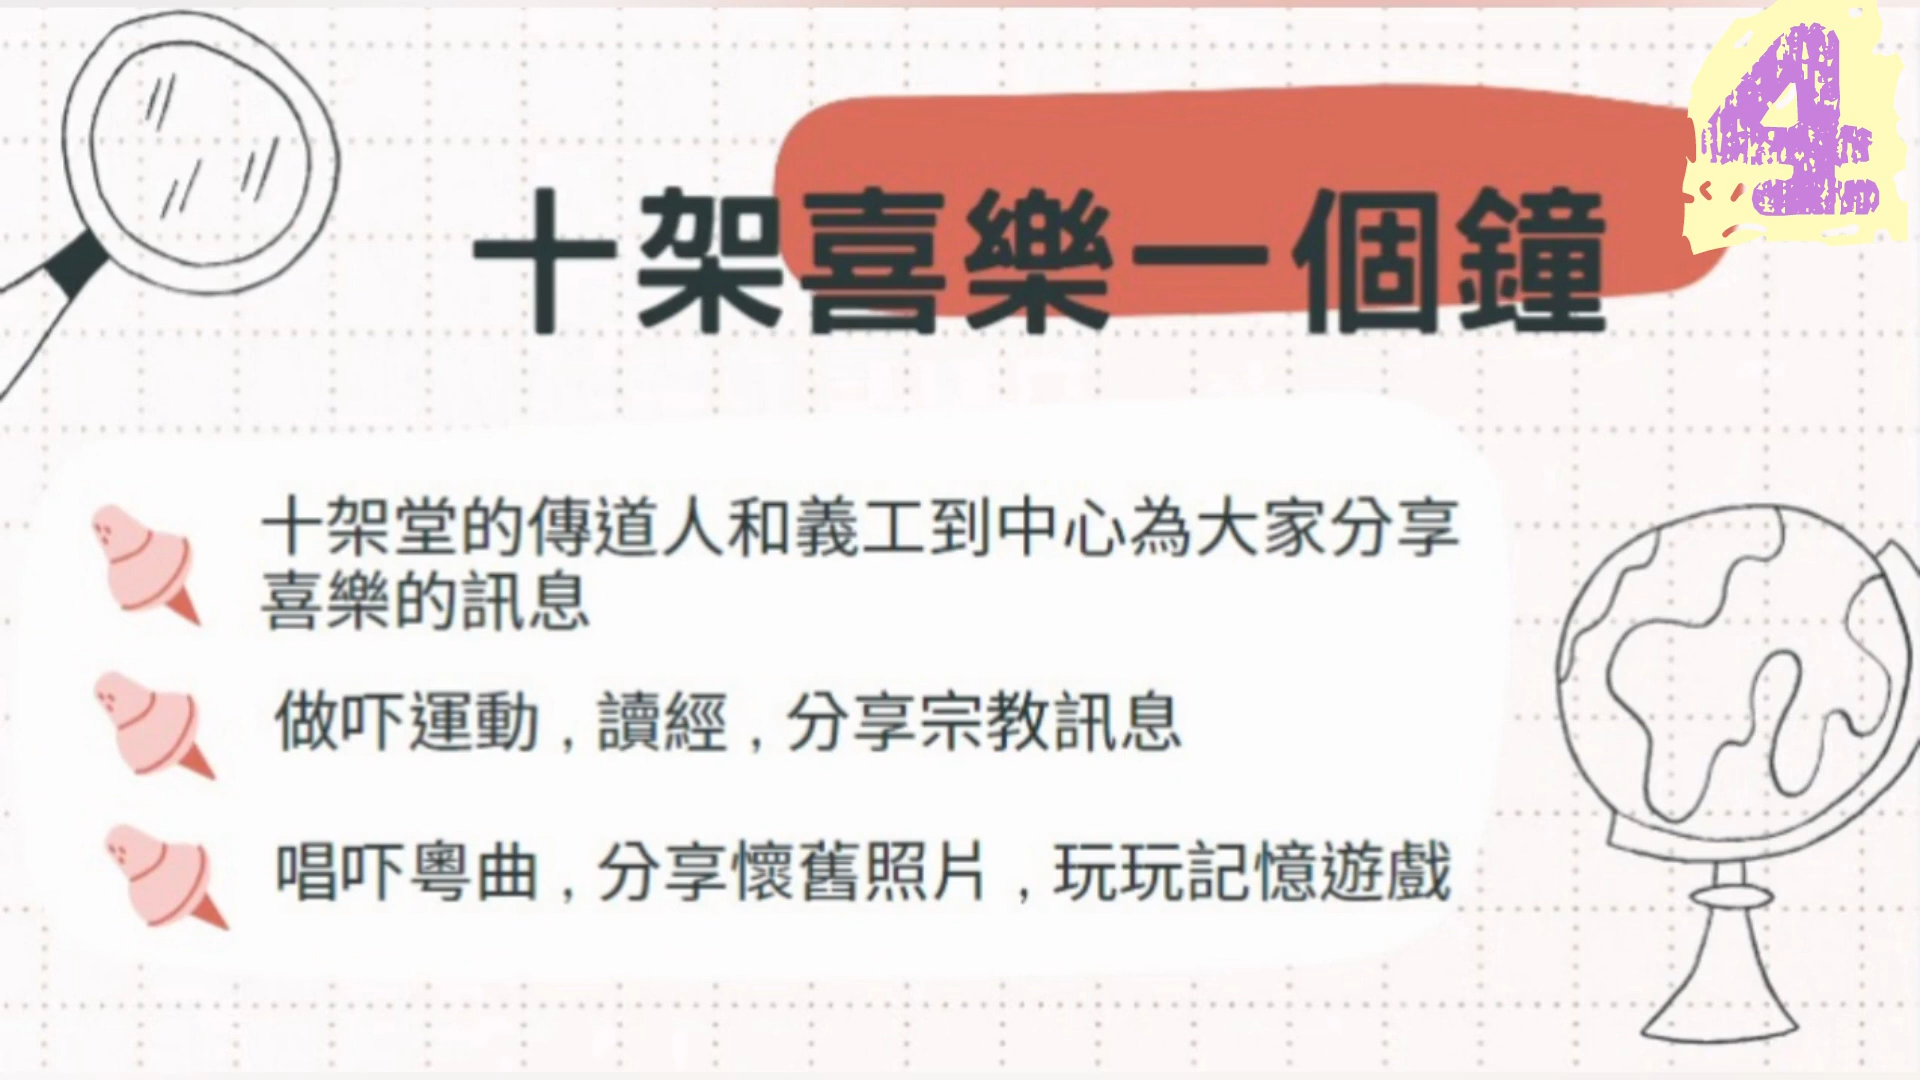 4
十架喜樂一個鐘
十架堂的傳道人和義工到中心為大家分享
喜樂的訊息
做吓運動，讀經，分享宗教訊息
唱吓粵曲，分享懷舊照片，玩玩記憶遊戲